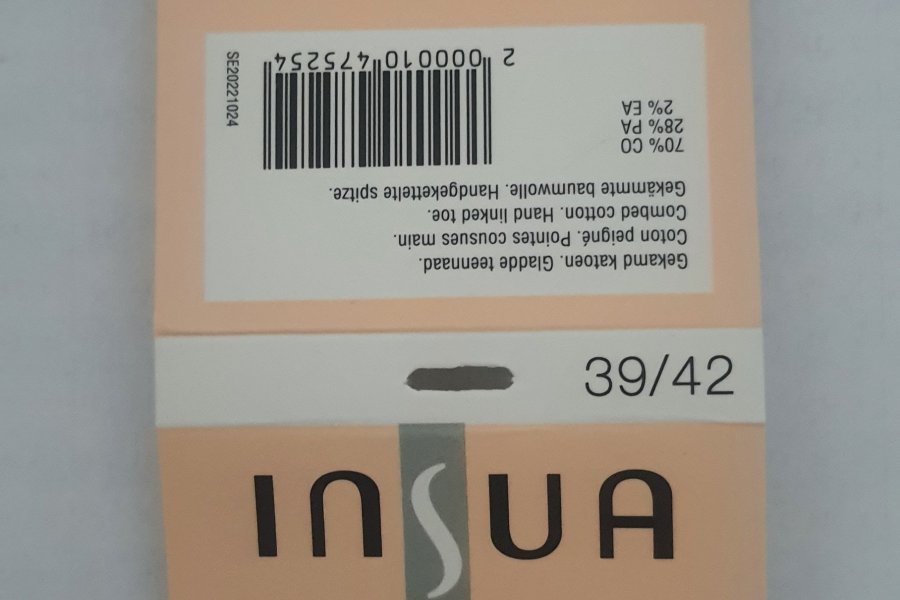 Gekamd katoen. Gladde teennaad.
Coton peigné. Pointes cousues main.
Combed cotton. Hand linked toe.
Gekämmte baumwolle. Handgekettelte spitze.
70% CO
28% PA
2% EA
2 000010 475254
SE20221024
39/42
INSUA